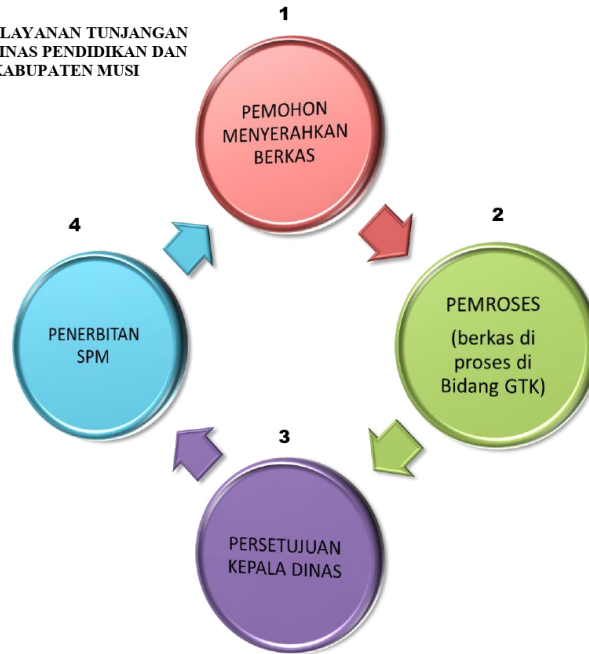 LAYANAN TUNJANGAN
DINAS PENDIDIKAN DAN
KABUPATEN MUSI
1
PEMOHON
MENYERAHKAN
BERKAS
2
PEMROSES
(berkas di
proses di
Bidang GTK)
3
PERSETUJUAN
KEPALA DINAS
4
PENERBITAN
SPM